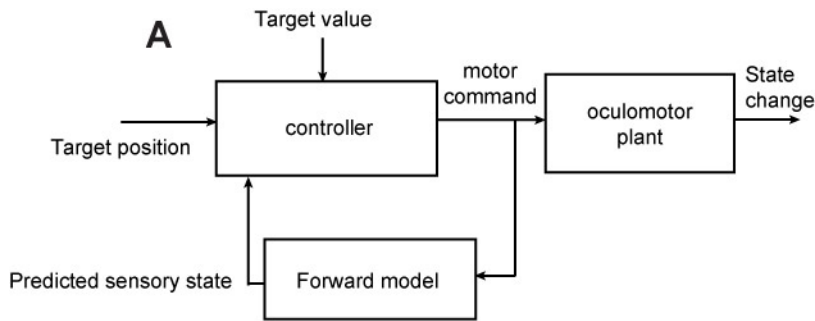 A
Target value
Target position
controller
motor
command
oculomotor
plant
State
change
Predicted sensory state
Forward model